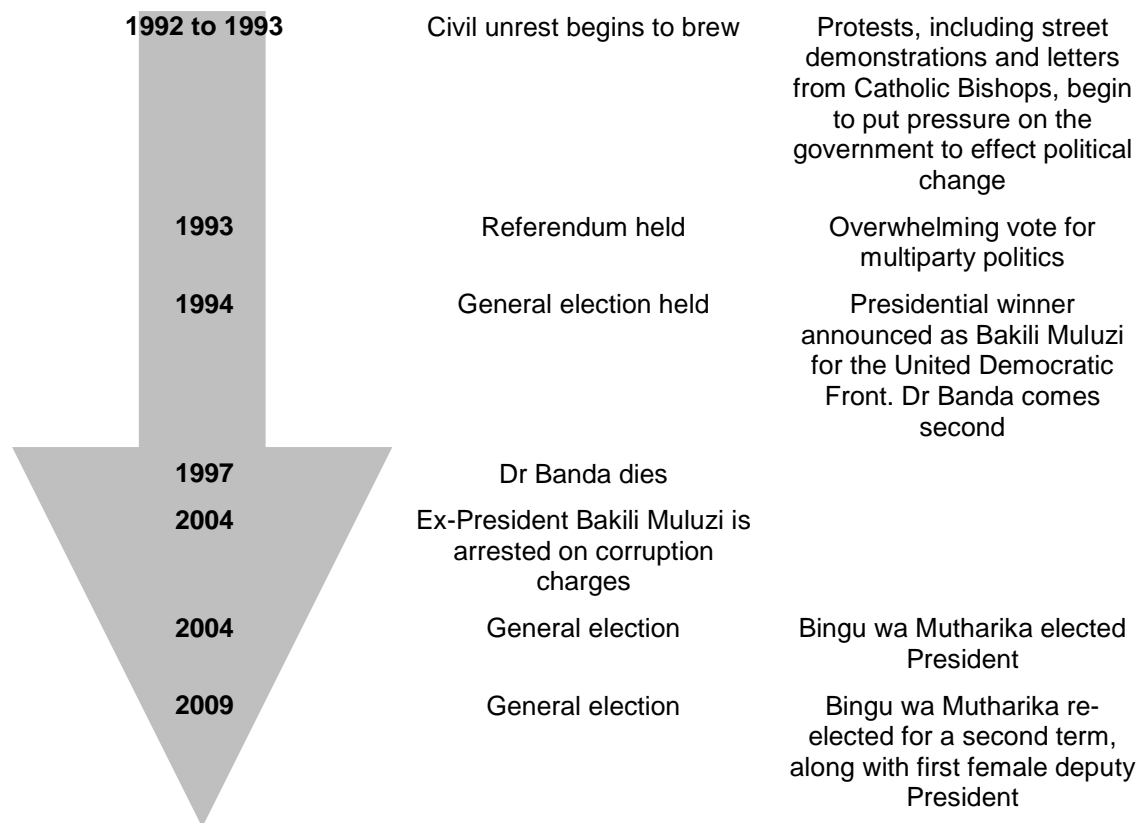 1992 to 1993
Civil unrest begins to brew
Protests, including street
demonstrations and letters
from Catholic Bishops, begin
to put pressure on the
government to effect political
change
1993
Referendum held
Overwhelming vote for
multiparty politics
1994
General election held
Presidential winner
announced as Bakili Muluzi
for the United Democratic
Front. Dr Banda comes
second
1997
Dr Banda dies
2004
Ex-President Bakili Muluzi is
arrested on corruption
charges
2004
General election
Bingu wa Mutharika elected
President
2009
General election
Bingu wa Mutharika re-
elected for a second term,
along with first female deputy
President